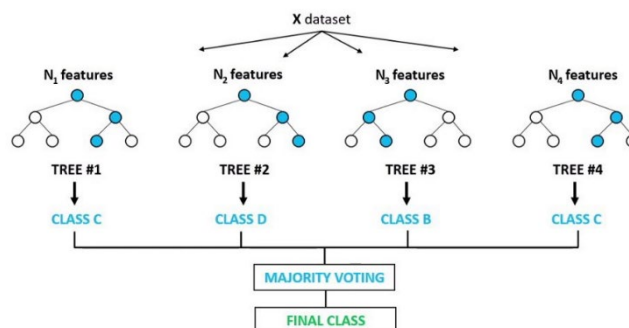 X dataset
N₁ features N₂ features N₃ features N₄ features
TREE #1 TREE #2 TREE #3 TREE #4
CLASS C CLASS D CLASS B CLASS C
MAJORITY VOTING
FINAL CLASS